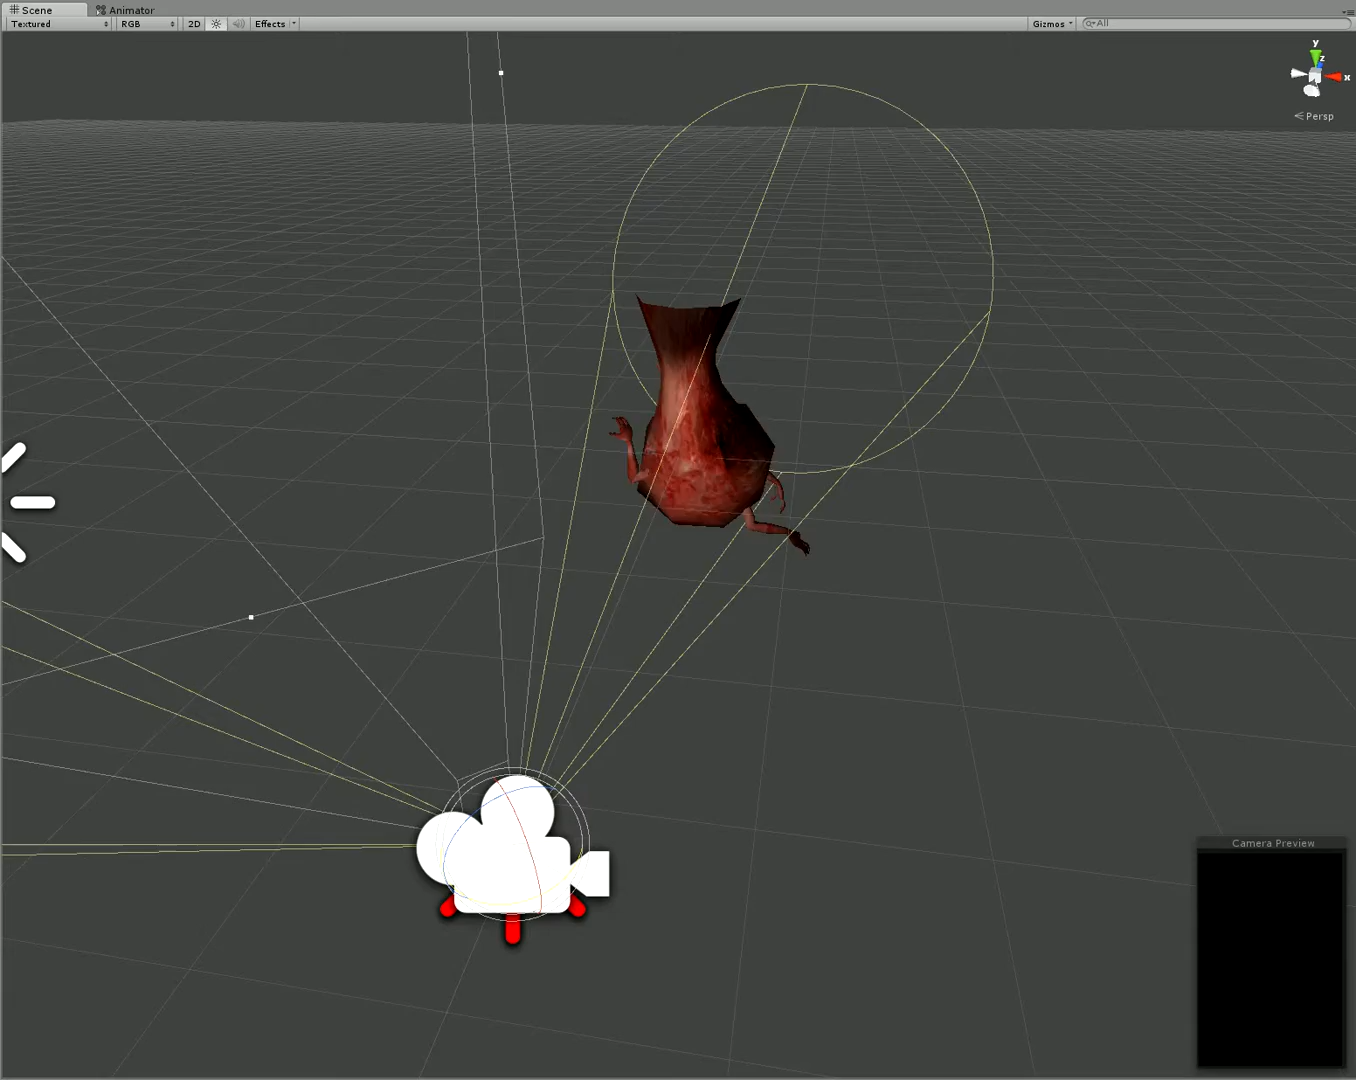 Scene Animator
Textured RGB 2D Effects Gizmos All
y
z
x
Persp
Camera Preview